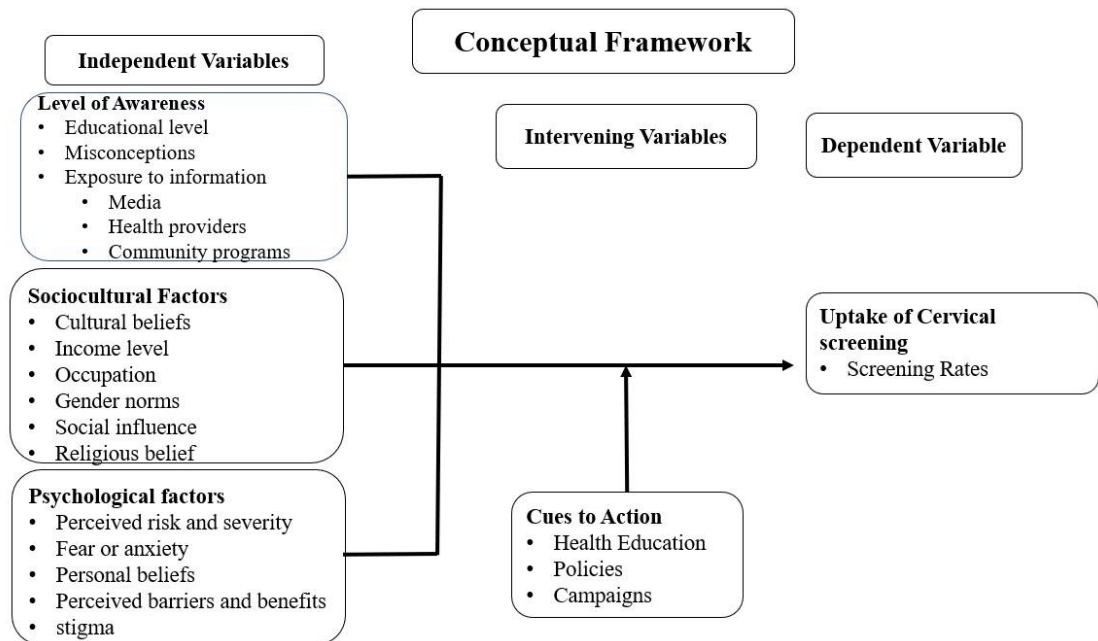 Conceptual Framework
Independent Variables
Level of Awareness
• Educational level
• Misconceptions
• Exposure to information
• Media
• Health providers
• Community programs
Sociocultural Factors
• Cultural beliefs
• Income level
• Occupation
• Gender norms
• Social influence
• Religious belief
Psychological factors
• Perceived risk and severity
• Fear or anxiety
• Personal beliefs
• Perceived barriers and benefits
• stigma
Intervening Variables
Cues to Action
• Health Education
• Policies
• Campaigns
Dependent Variable
Uptake of Cervical
screening
• Screening Rates